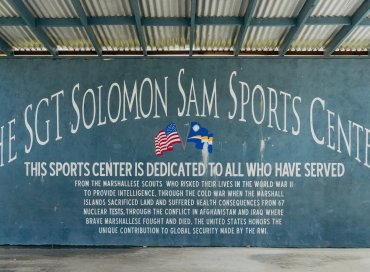 THE SGT SOLOMON SAM SPORTS CENTER
THIS SPORTS CENTER IS DEDICATED TO ALL WHO HAVE SERVED
FROM THE MARSHALLESE SCOUTS WHO RISKED THEIR LIVES IN THE WORLD WAR II
TO PROVIDE INTELLIGENCE, THROUGH THE COLD WAR WHEN THE MARSHALL
ISLANDS SACRIFICED LAND AND SUFFERED HEALTH CONSEQUENCES FROM 67
NUCLEAR TESTS, THROUGH THE CONFLICT IN AFGHANISTAN AND IRAQ WHERE
BRAVE MARSHALLESE FOUGHT AND DIED, THE UNITED STATES HONORS THE
UNIQUE CONTRIBUTION TO GLOBAL SECURITY MADE BY THE RMI.